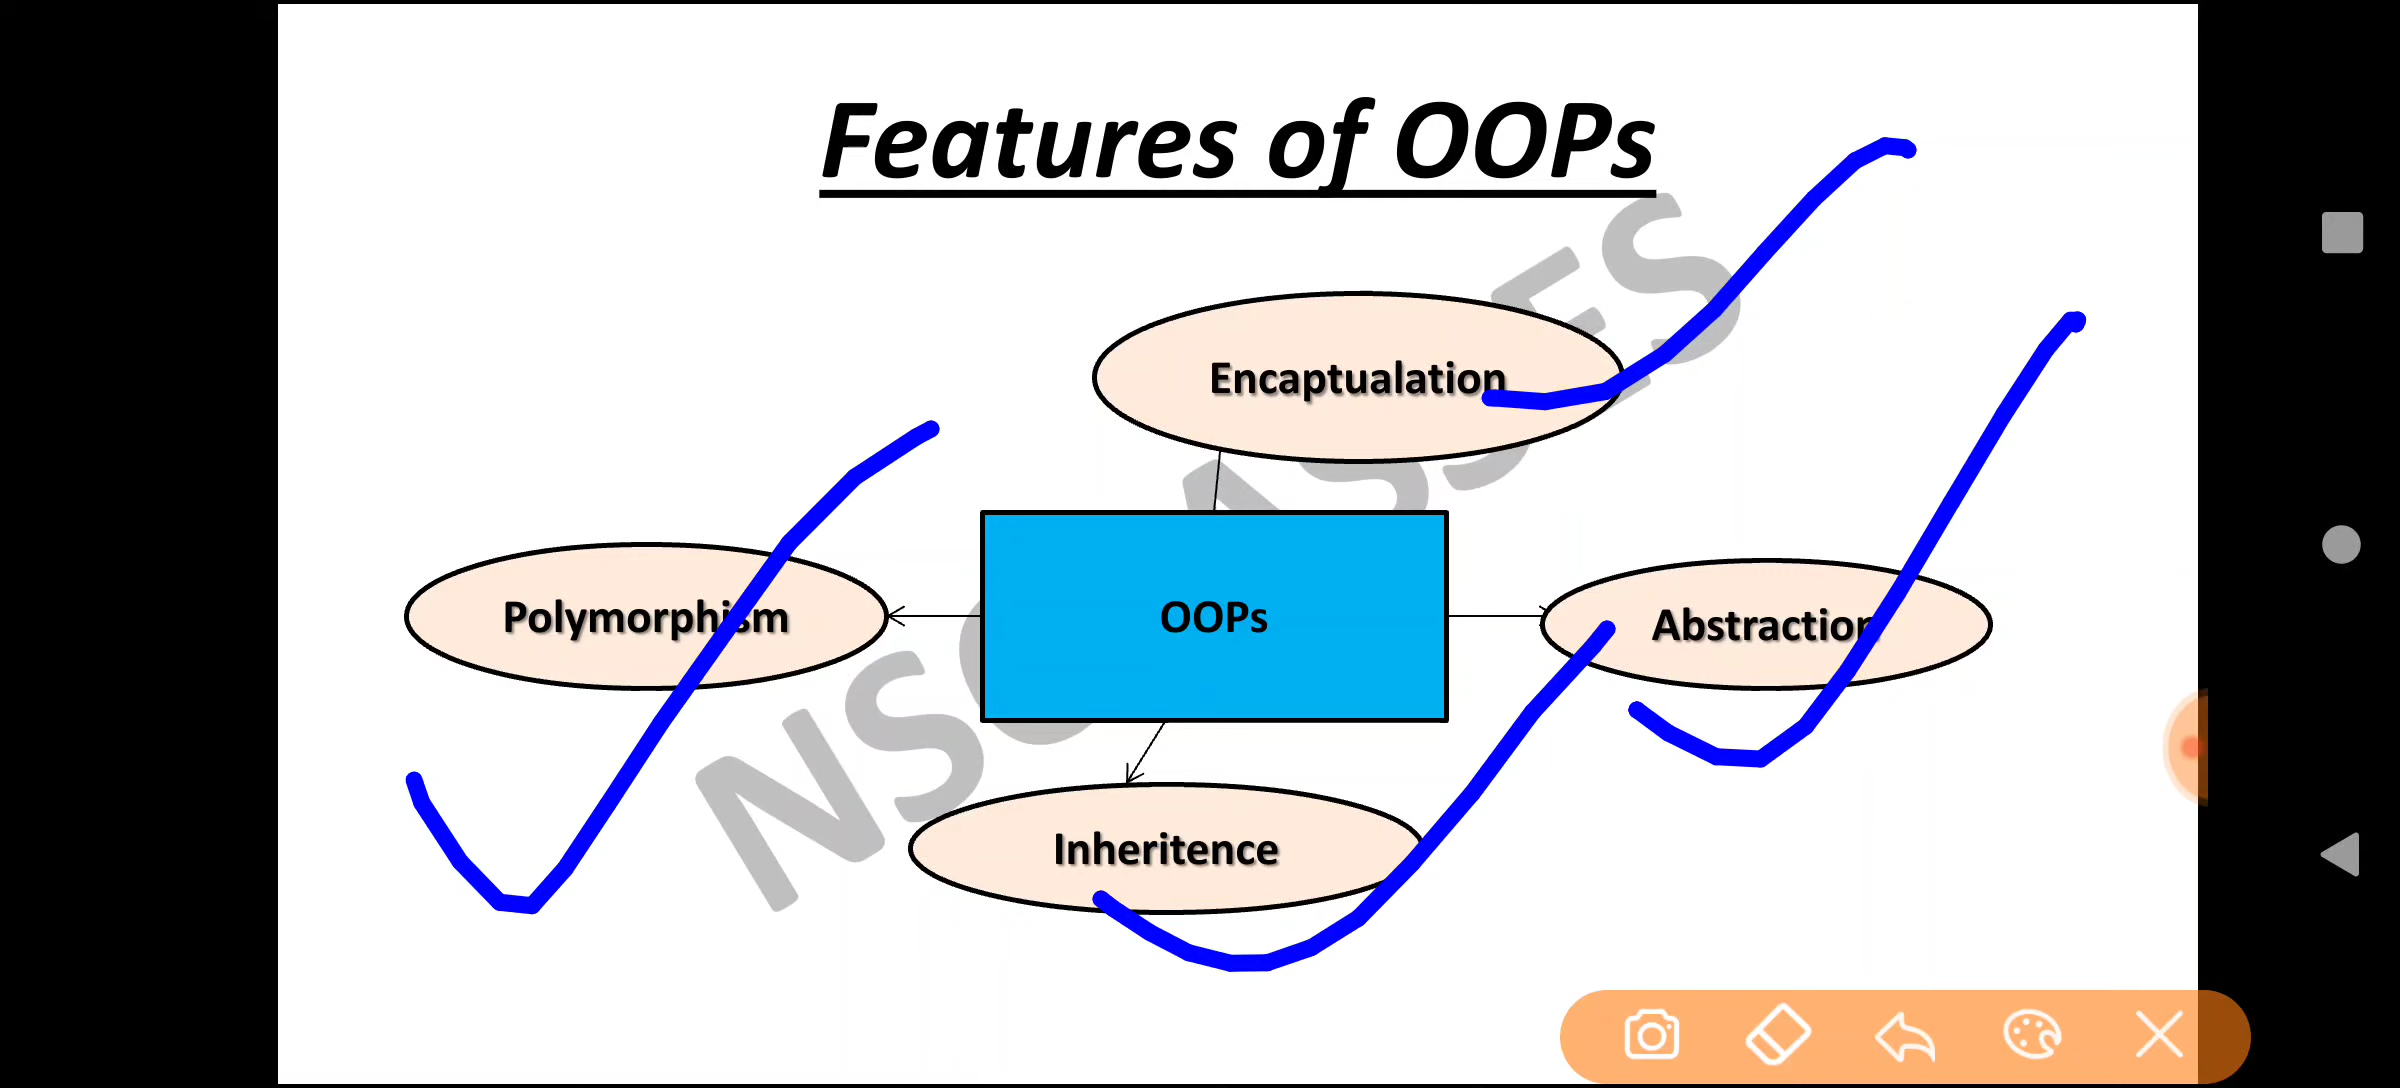 Features of OOPs
Encaptualation
Polymorphism
OOPs
Abstraction
Inheritence